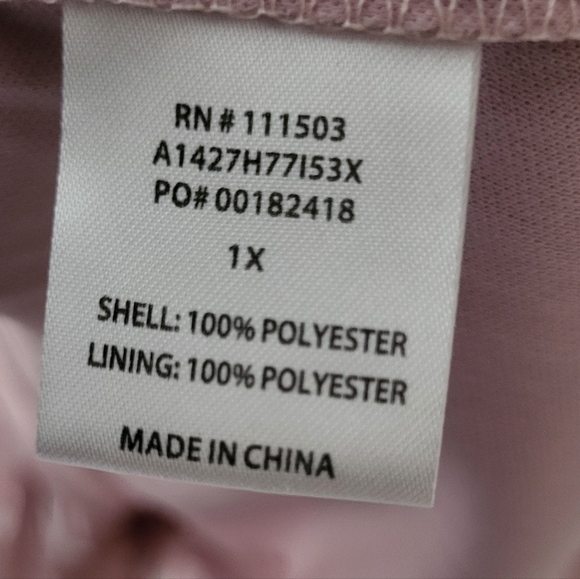 RN # 111503
A1427H77I53X
PO# 00182418
1X
SHELL: 100% POLYESTER
LINING: 100% POLYESTER
MADE IN CHINA